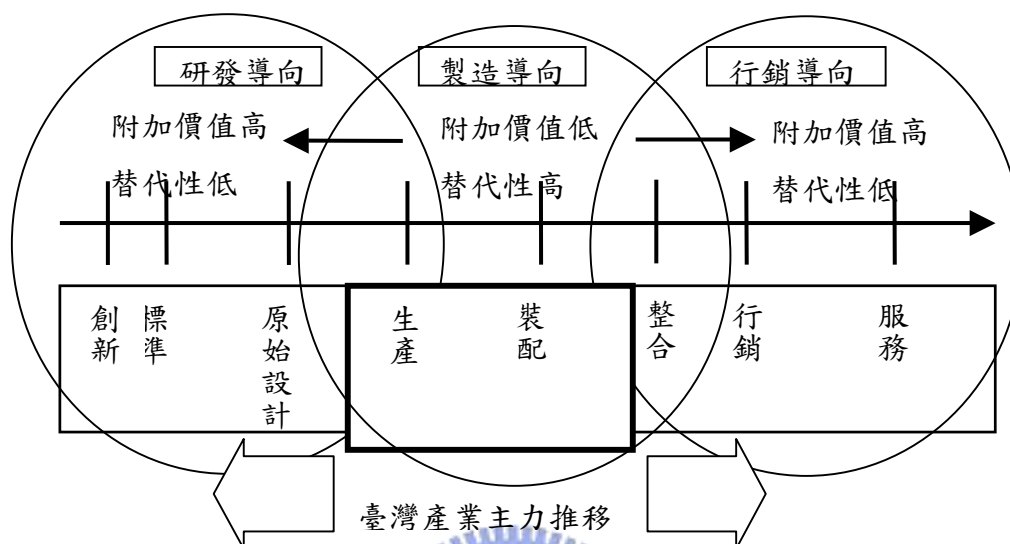 研發導向
製造導向
行銷導向
附加價值高
替代性低
附加價值低
替代性高
附加價值高
替代性低
創新
標準
原始設計
生產
裝配
整合
行銷
服務
臺灣產業主力推移